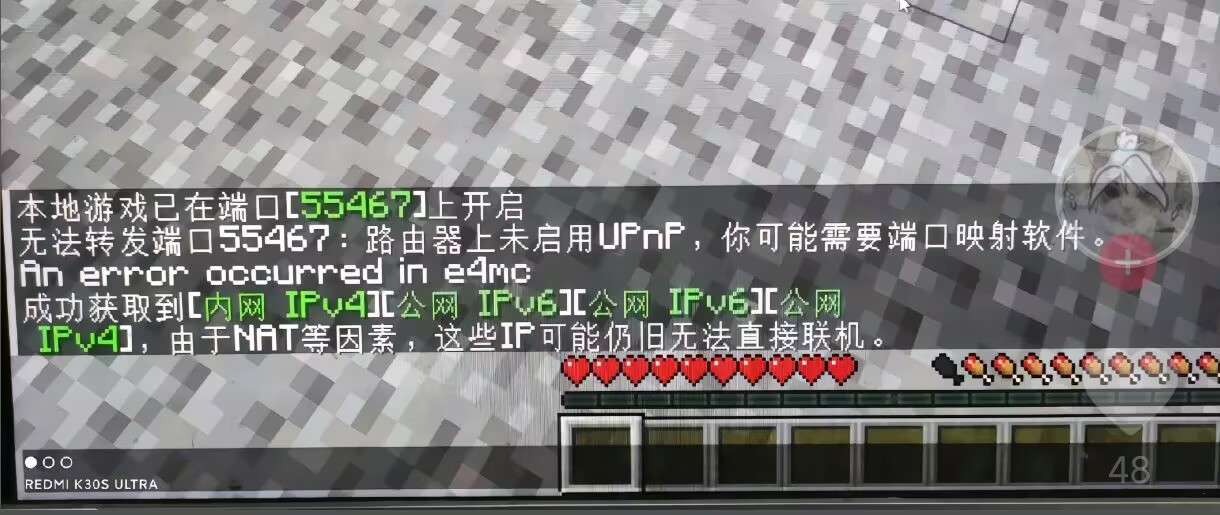 本地游戏已在端口[55467]上开启
无法转发端口55467：路由器上未启用UPnP，你可能需要端口映射软件。
An error occurred in e4mc
成功获取到[内网 IPv4][公网 IPv6][公网 IPv6][公网
IPv4]，由于NAT等因素，这些IP可能仍旧无法直接联机。
REDMI K30S ULTRA
48